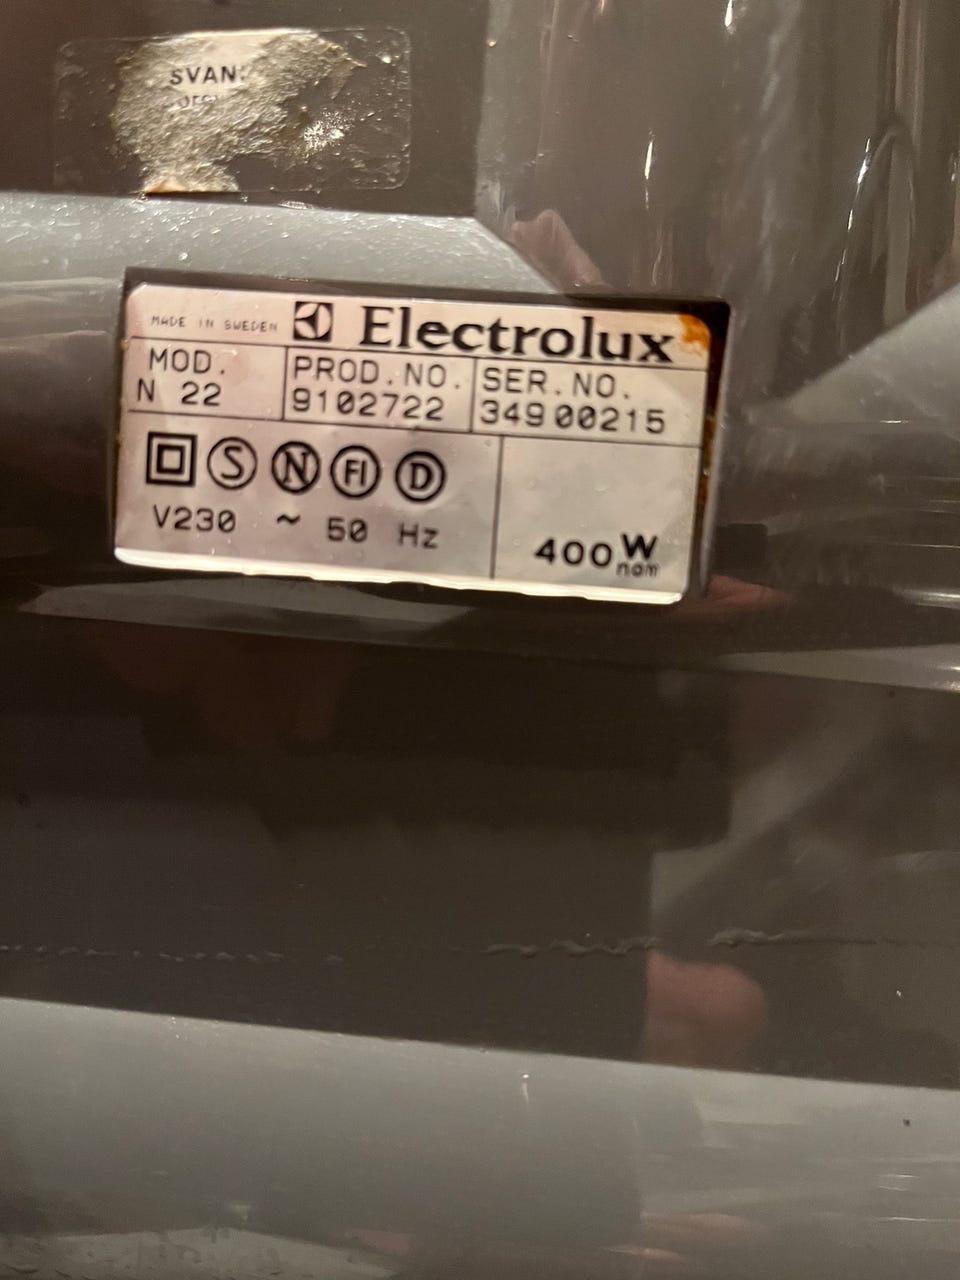 SVAN
MADE IN SWEDEN Electrolux
MOD. PROD.NO. SER.NO.
N 22 9102722 34900215
S N FI D
V230 ~ 50 Hz 400 W nom